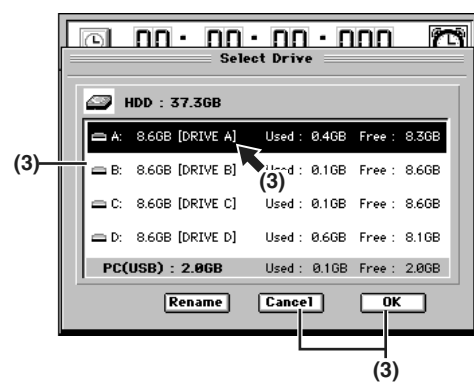 00 · 00 · 00 · 000
Select Drive
HDD : 37.3GB
A: 8.6GB [DRIVE A] Used : 0.4GB Free : 8.3GB
(3)
B: 8.6GB [DRIVE B] Used : 0.1GB Free : 8.6GB
(3)
C: 8.6GB [DRIVE C] Used : 0.1GB Free : 8.6GB
D: 8.6GB [DRIVE D] Used : 0.6GB Free : 8.1GB
PC(USB) : 2.0GB Used : 0.1GB Free : 2.0GB
Rename Cancel OK
(3)